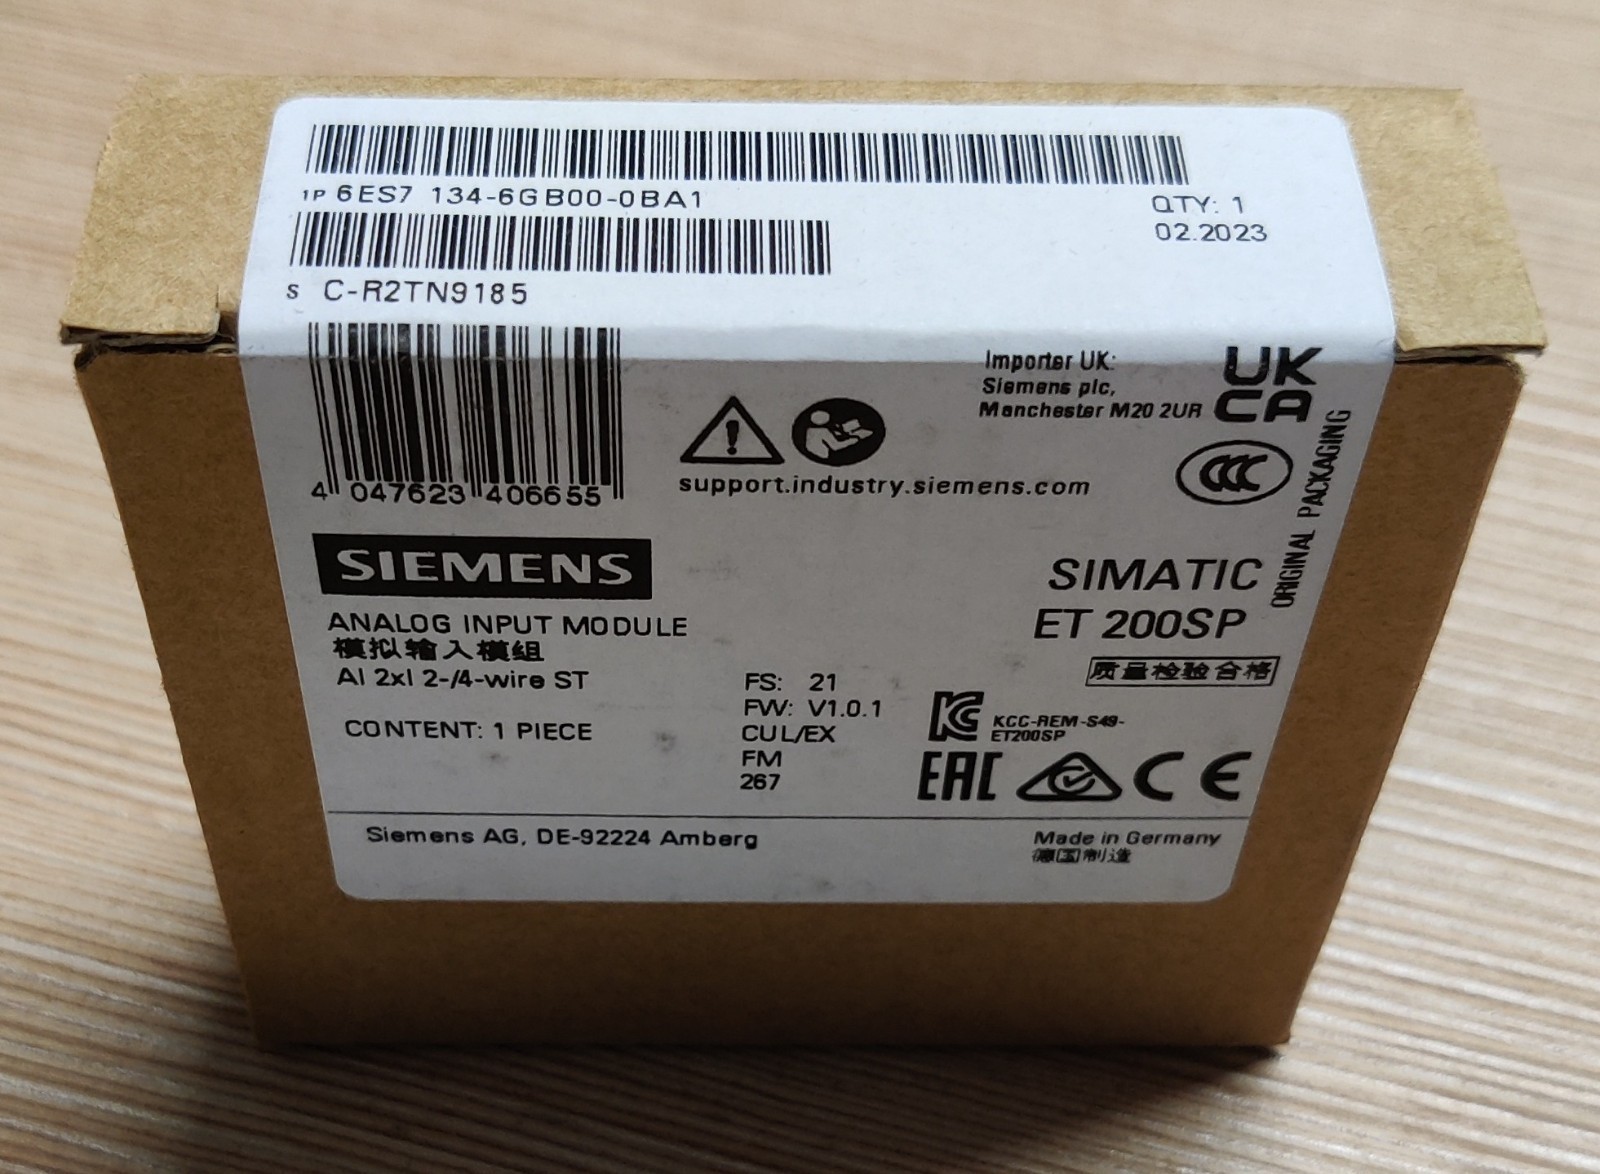 1P 6ES7 134-6GB00-0BA1
QTY: 1
02.2023
S C-R2TN9185
4 047623 406655
Importer UK:
Siemens plc,
Manchester M20 2UR
UK
CA
CCC
support.industry.siemens.com
ORIGINAL PACKAGING
SIEMENS
SIMATIC
ET 200SP
ANALOG INPUT MODULE
模拟输入模组
AI 2xI 2-/4-wire ST
质量检验合格
CONTENT: 1 PIECE
FS: 21
FW: V1.0.1
CUL/EX
FM
267
KC
KCC-REM-S49-
ET200SP
EAC
CE
Siemens AG, DE-92224 Amberg
Made in Germany
德国制造